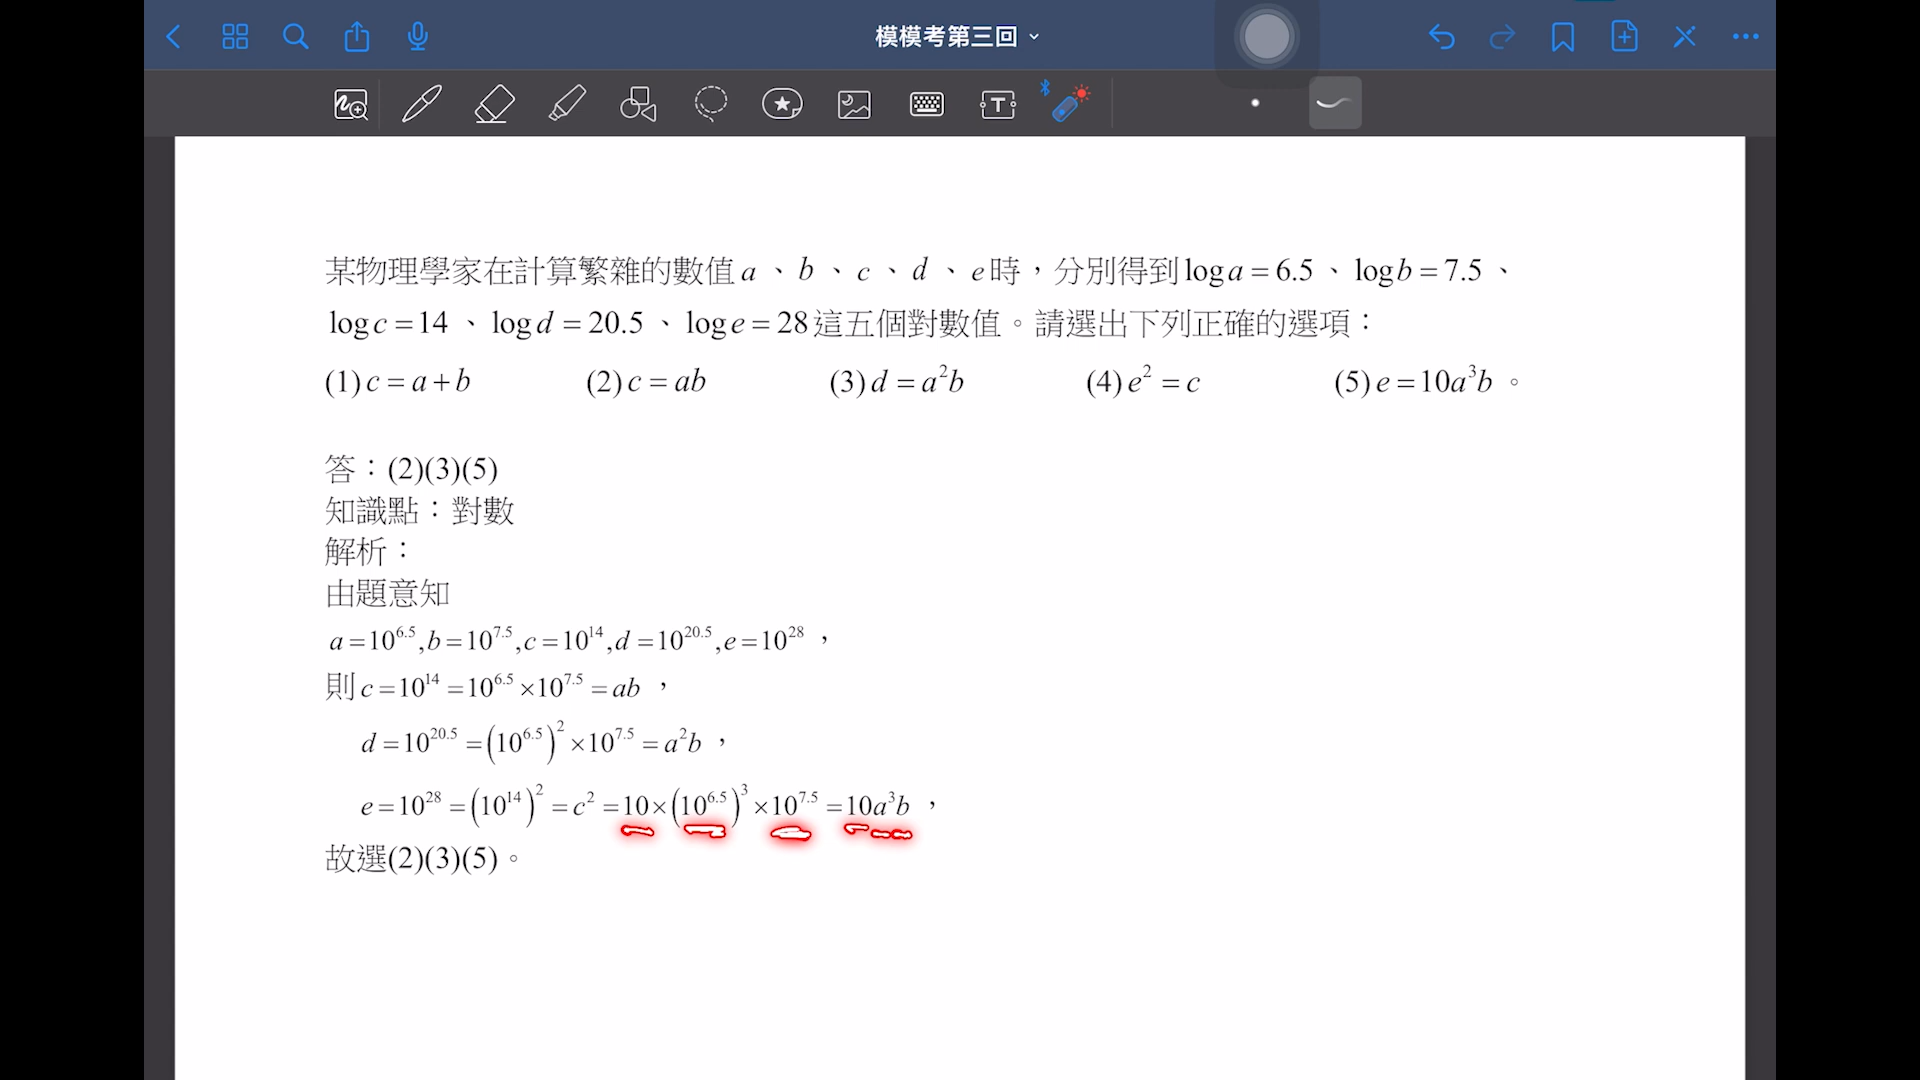 模模考第三回
某物理學家在計算繁雜的數值 a 、 b 、 c 、 d 、 e 時，分別得到 log a = 6.5 、 log b = 7.5 、
log c = 14 、 log d = 20.5 、 log e = 28 這五個對數值。請選出下列正確的選項：
(1) c = a + b (2) c = ab (3) d = a²b (4) e² = c (5) e = 10a³b 。
答：(2)(3)(5)
知識點：對數
解析：
由題意知
a = 10^{6.5}, b = 10^{7.5}, c = 10^{14}, d = 10^{20.5}, e = 10^{28} ，
則 c = 10^{14} = 10^{6.5} × 10^{7.5} = ab ，
d = 10^{20.5} = (10^{6.5})² × 10^{7.5} = a²b ，
e = 10^{28} = (10^{14})² = c² = 10 × (10^{6.5})³ × 10^{7.5} = 10a³b ，
故選(2)(3)(5)。